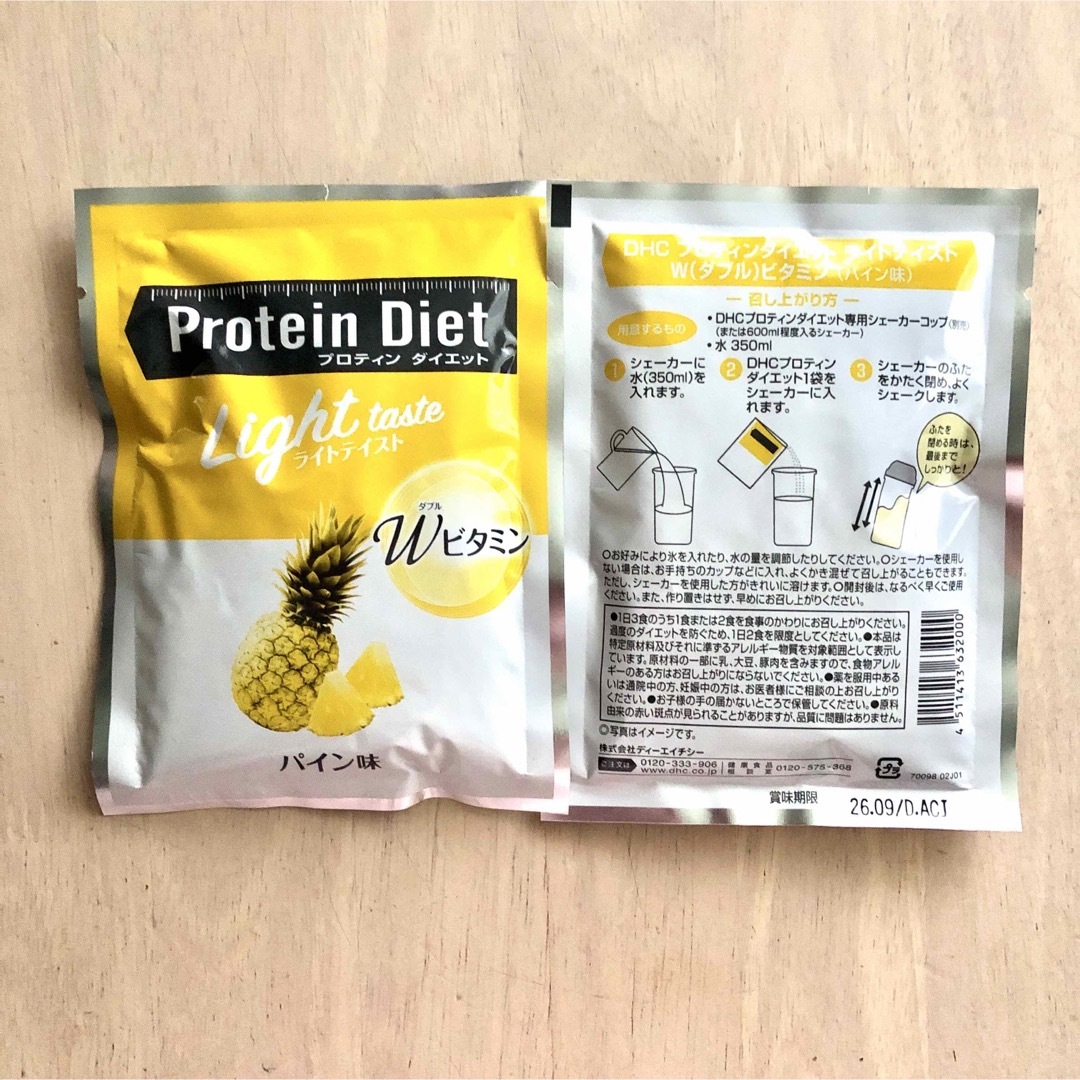 Protein Diet
プロティン ダイエット
Light taste
ライトテイスト
ダブル
Wビタミン
パイン味
DHC プロティンダイエット ライトテイスト
W(ダブル)ビタミン(パイン味)
召し上がり方
用意するもの
・DHCプロティンダイエット専用シェーカーコップ(別売)
(または600ml程度入るシェーカー)
・水 350ml
1 シェーカーに
水(350ml)を
入れます。
2 DHCプロティン
ダイエット1袋を
シェーカーに入
れます。
3 シェーカーのふた
をかたく閉め、よく
シェークします。
ふたを
閉める時は、
最後まで
しっかりと!
○お好みにより氷を入れたり、水の量を調節したりしてください。○シェーカーを使用し
ない場合は、お手持ちのカップなどに入れ、よくかき混ぜて召し上がることもできます。
ただし、シェーカーを使用した方がきれいに溶けます。○開封後は、なるべく早くご使用
ください。また、作り置きはせず、早めにお召し上がりください。
●1日3食のうち1食または2食を食事のかわりにお召し上がりください。
過度のダイエットを防ぐため、1日2食を限度としてください。●本品は
特定原材料及びそれに準ずるアレルギー物質を対象範囲として表示し
ています。原材料の一部に乳、大豆、豚肉を含みますので、食物アレル
ギーのある方はお召し上がりにならないでください。●薬を服用中ある
いは通院中の方、妊娠中の方は、お医者様にご相談の上お召し上がり
ください。●お子様の手の届かないところで保管してください。●原料
由来の赤い斑点が見られることがありますが、品質に問題はありません。
4 511413 632000
◎写真はイメージです。
株式会社ディーエイチシー
ご注文は 0120-333-906
www.dhc.co.jp
健康食品
相談室 0120-575-368
プラ
70098 02J01
賞味期限 26.09/D.ACI